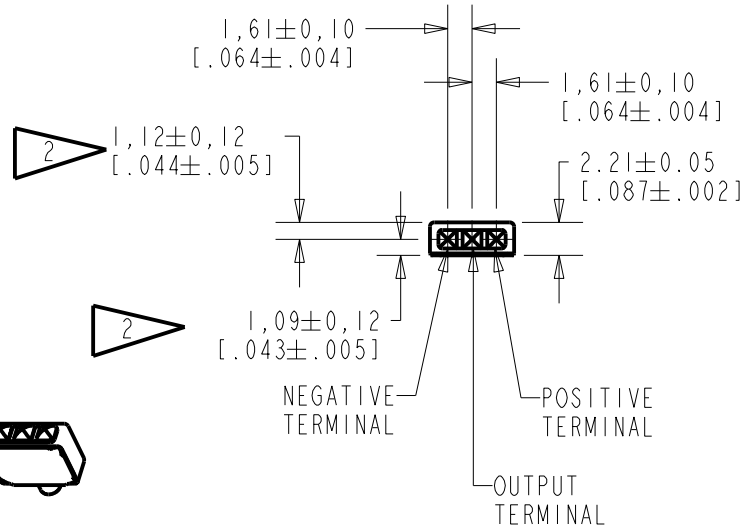 1,61±0,10
[.064±.004]
1,61±0,10
[.064±.004]
2
1,12±0,12
[.044±.005]
2.21±0.05
[.087±.002]
2
1,09±0,12
[.043±.005]
NEGATIVE
TERMINAL
POSITIVE
TERMINAL
OUTPUT
TERMINAL